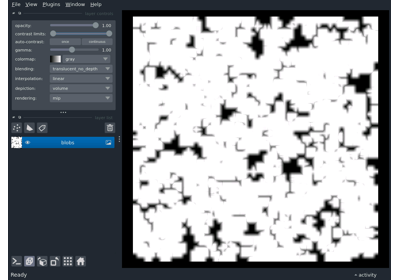 File View Plugins Window Help
opacity: 1.00
contrast limits:
auto-contrast: once continuous
gamma: 1.00
colormap: gray
blending: translucent_no_depth
interpolation: linear
depiction: volume
rendering: mip
blobs
Ready
activity